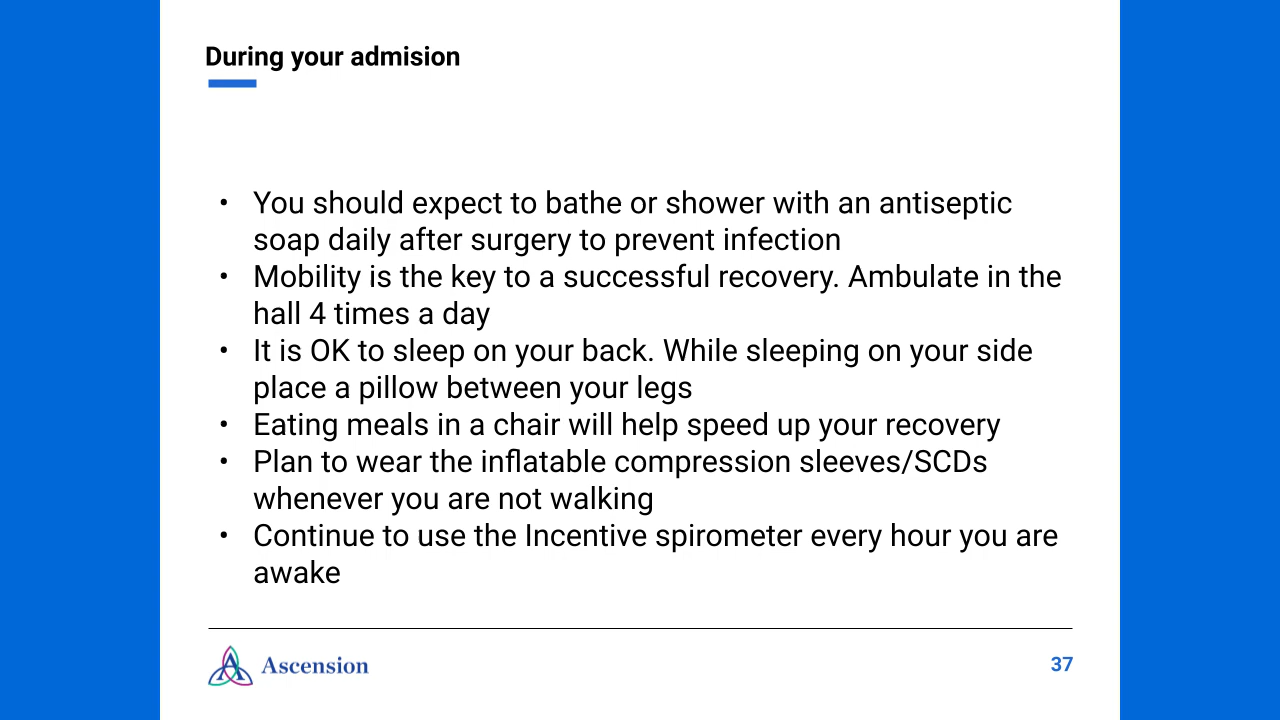 During your admision
• You should expect to bathe or shower with an antiseptic
soap daily after surgery to prevent infection
• Mobility is the key to a successful recovery. Ambulate in the
hall 4 times a day
• It is OK to sleep on your back. While sleeping on your side
place a pillow between your legs
• Eating meals in a chair will help speed up your recovery
• Plan to wear the inflatable compression sleeves/SCDs
whenever you are not walking
• Continue to use the Incentive spirometer every hour you are
awake
Ascension
37